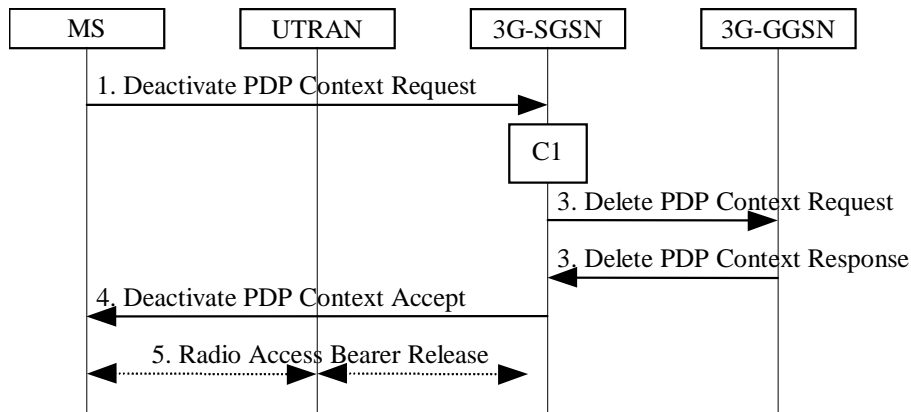 MS
UTRAN
3G-SGSN
3G-GGSN
1. Deactivate PDP Context Request
C1
3. Delete PDP Context Request
3. Delete PDP Context Response
4. Deactivate PDP Context Accept
5. Radio Access Bearer Release